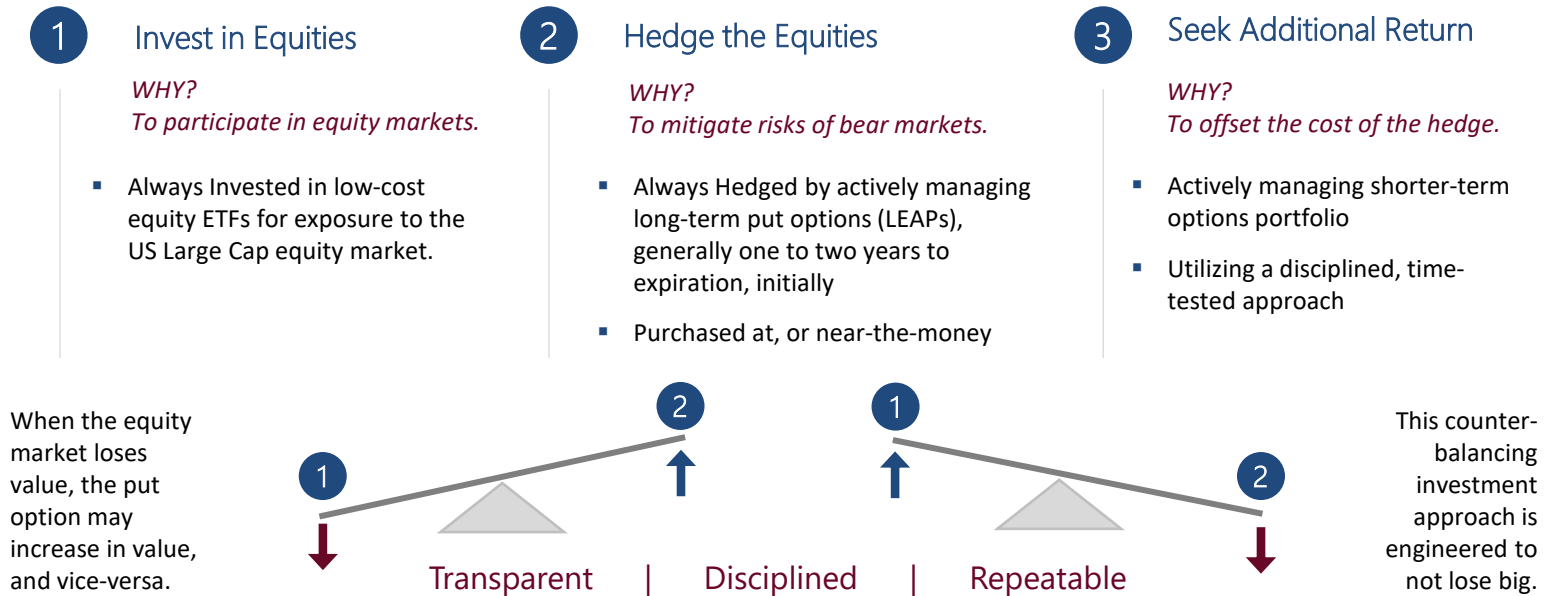 1
Invest in Equities
WHY?
To participate in equity markets.
▪ Always Invested in low-cost
equity ETFs for exposure to the
US Large Cap equity market.
2
Hedge the Equities
WHY?
To mitigate risks of bear markets.
▪ Always Hedged by actively managing
long-term put options (LEAPs),
generally one to two years to
expiration, initially
▪ Purchased at, or near-the-money
3
Seek Additional Return
WHY?
To offset the cost of the hedge.
▪ Actively managing shorter-term
options portfolio
▪ Utilizing a disciplined, time-
tested approach
When the equity
market loses
value, the put
option may
increase in value,
and vice-versa.
1
2
1
2
This counter-
balancing
investment
approach is
engineered to
not lose big.
Transparent | Disciplined | Repeatable